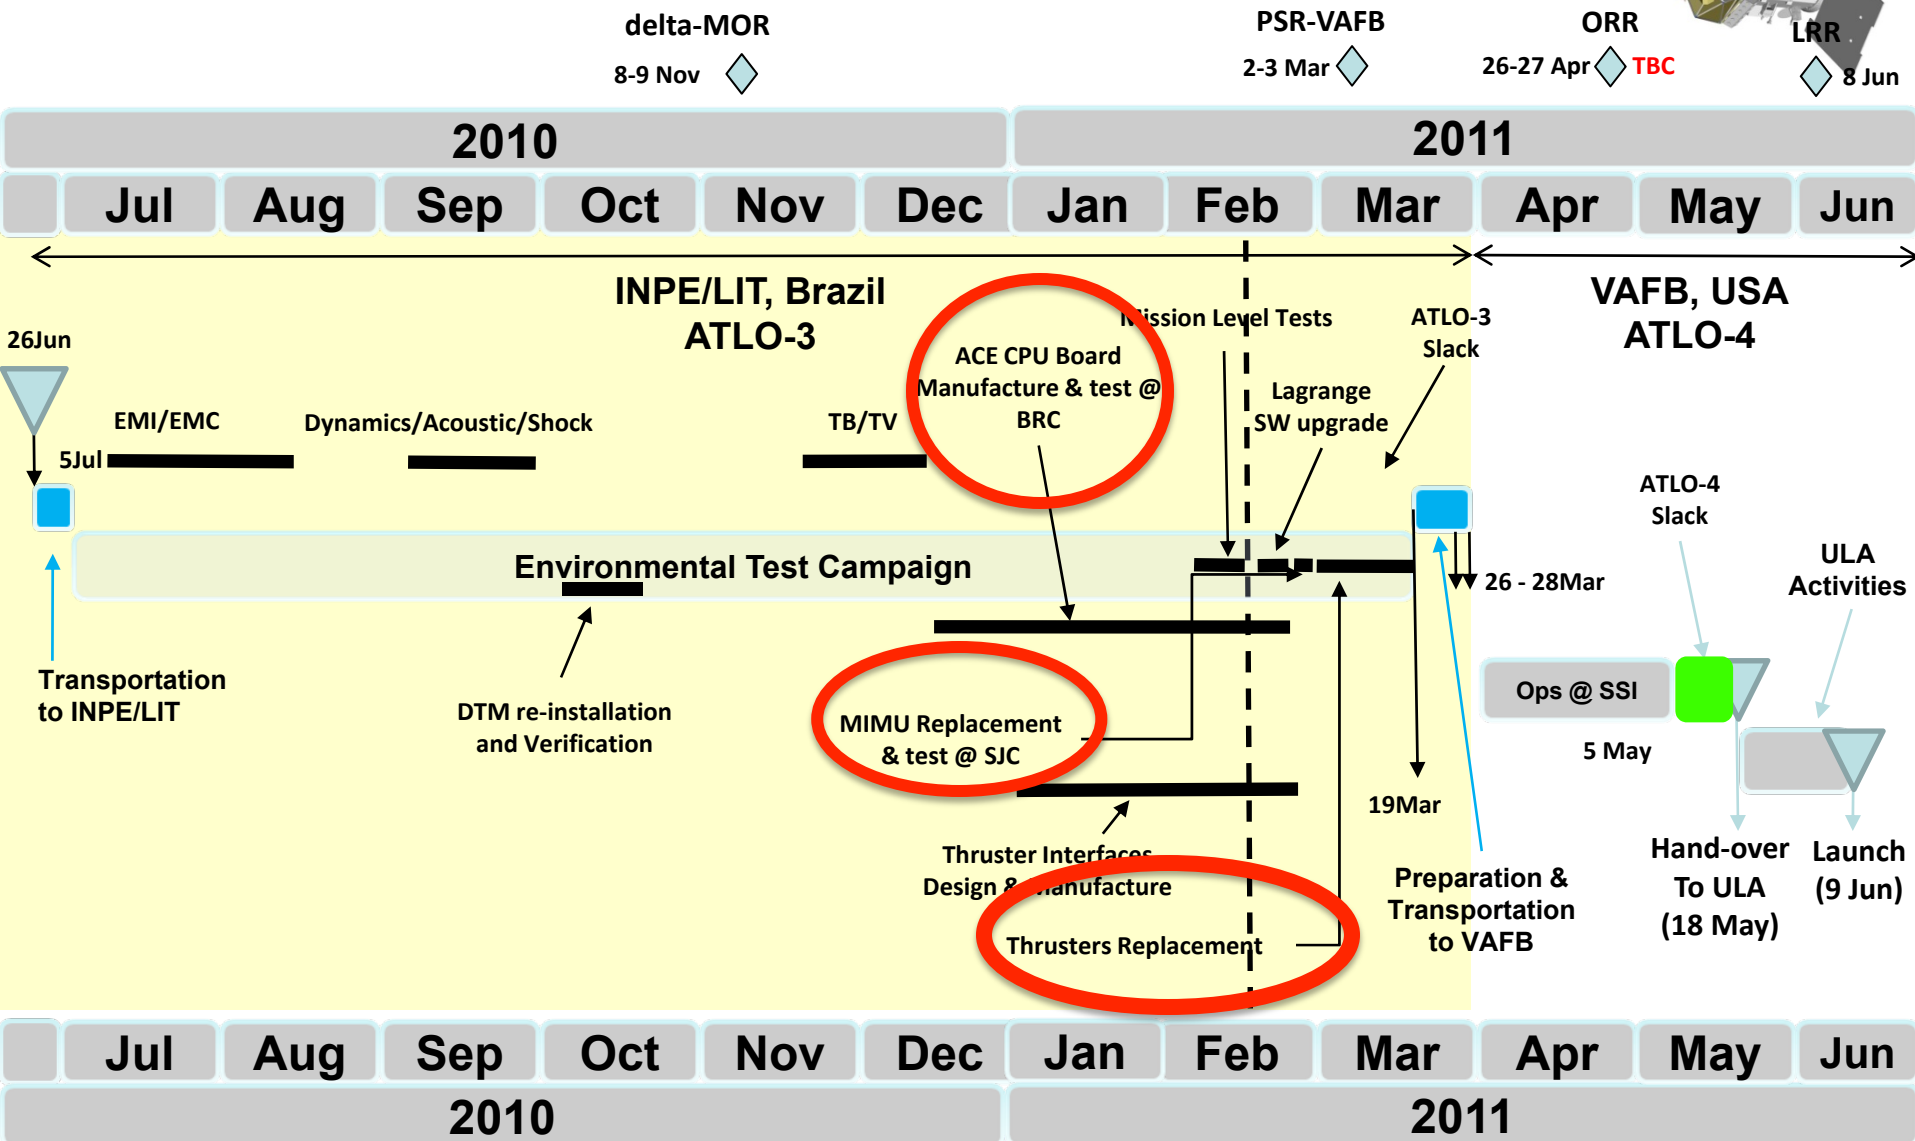 delta-MOR
8-9 Nov
PSR-VAFB
2-3 Mar
ORR
26-27 Apr TBC
LRR
8 Jun
2010 2011
Jul Aug Sep Oct Nov Dec Jan Feb Mar Apr May Jun
INPE/LIT, Brazil
ATLO-3
VAFB, USA
ATLO-4
26Jun
5Jul
EMI/EMC
Dynamics/Acoustic/Shock
TB/TV
ACE CPU Board
Manufacture & test @
BRC
Mission Level Tests
Lagrange
SW upgrade
ATLO-3
Slack
Environmental Test Campaign
26 - 28Mar
ATLO-4
Slack
ULA
Activities
Transportation
to INPE/LIT
DTM re-installation
and Verification
MIMU Replacement
& test @ SJC
Ops @ SSI
5 May
19Mar
Thruster Interfaces
Design & Manufacture
Thrusters Replacement
Preparation &
Transportation
to VAFB
Hand-over
To ULA
(18 May)
Launch
(9 Jun)
Jul Aug Sep Oct Nov Dec Jan Feb Mar Apr May Jun
2010 2011